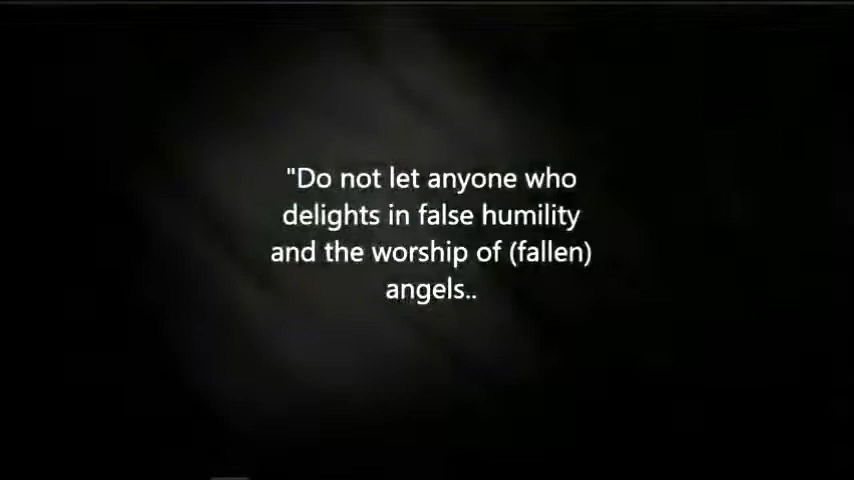 "Do not let anyone who
delights in false humility
and the worship of (fallen)
angels..